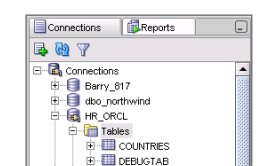 Connections Reports
Connections
Barry_817
dbo_northwind
HR_ORCL
Tables
COUNTRIES
DEBUGTAB